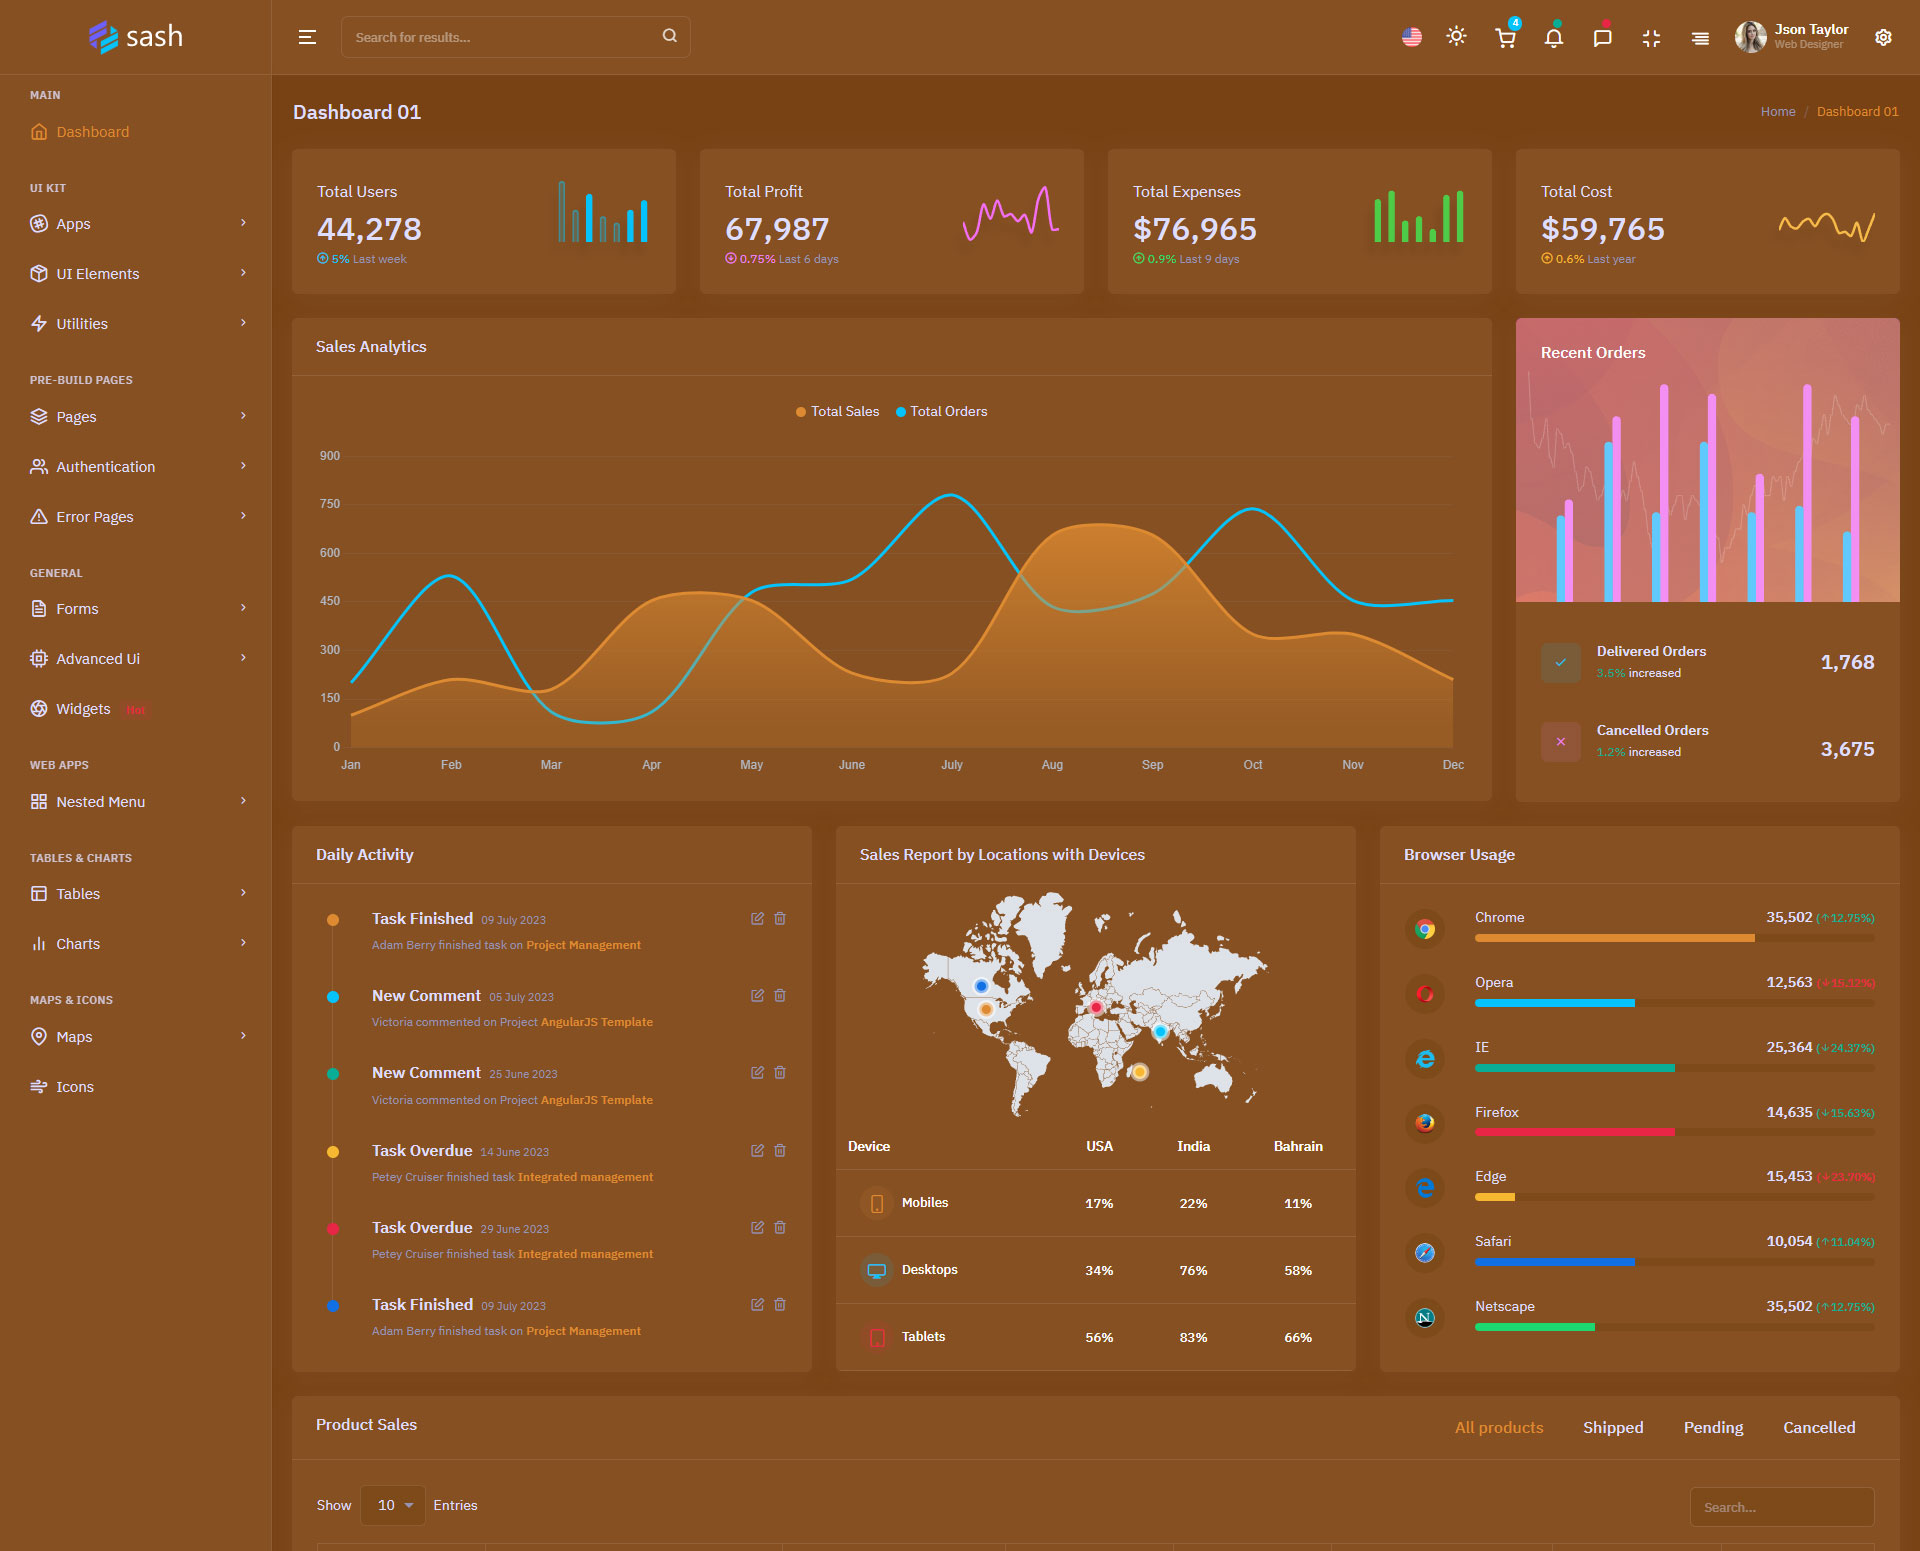 sash
Search for results...
4
Json Taylor
Web Designer
MAIN
Dashboard
UI KIT
Apps
UI Elements
Utilities
PRE-BUILD PAGES
Pages
Authentication
Error Pages
GENERAL
Forms
Advanced Ui
Widgets Hot
WEB APPS
Nested Menu
TABLES & CHARTS
Tables
Charts
MAPS & ICONS
Maps
Icons
Dashboard 01
Home / Dashboard 01
Total Users
44,278
5% Last week
Total Profit
67,987
0.75% Last 6 days
Total Expenses
$76,965
0.9% Last 9 days
Total Cost
$59,765
0.6% Last year
Sales Analytics
Total Sales Total Orders
900
750
600
450
300
150
0
Jan Feb Mar Apr May June July Aug Sep Oct Nov Dec
Recent Orders
Delivered Orders
3.5% increased
1,768
Cancelled Orders
1.2% increased
3,675
Daily Activity
Task Finished 09 July 2023
Adam Berry finished task on Project Management
New Comment 05 July 2023
Victoria commented on Project AngularJS Template
New Comment 25 June 2023
Victoria commented on Project AngularJS Template
Task Overdue 14 June 2023
Petey Cruiser finished task Integrated management
Task Overdue 29 June 2023
Petey Cruiser finished task Integrated management
Task Finished 09 July 2023
Adam Berry finished task on Project Management
Sales Report by Locations with Devices
Device USA India Bahrain
Mobiles 17% 22% 11%
Desktops 34% 76% 58%
Tablets 56% 83% 66%
Browser Usage
Chrome 35,502 (↑12.75%)
Opera 12,563 (↓15.12%)
IE 25,364 (↓24.37%)
Firefox 14,635 (↓15.63%)
Edge 15,453 (↓23.70%)
Safari 10,054 (↑11.04%)
Netscape 35,502 (↑12.75%)
Product Sales
All products Shipped Pending Cancelled
Show 10 Entries
Search...